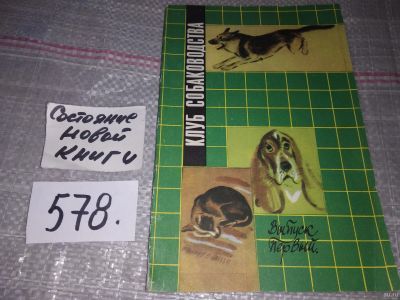 Состояние
новой
книги
578.
КЛУБ СОБАКОВОДСТВА
Выпуск
Первый.